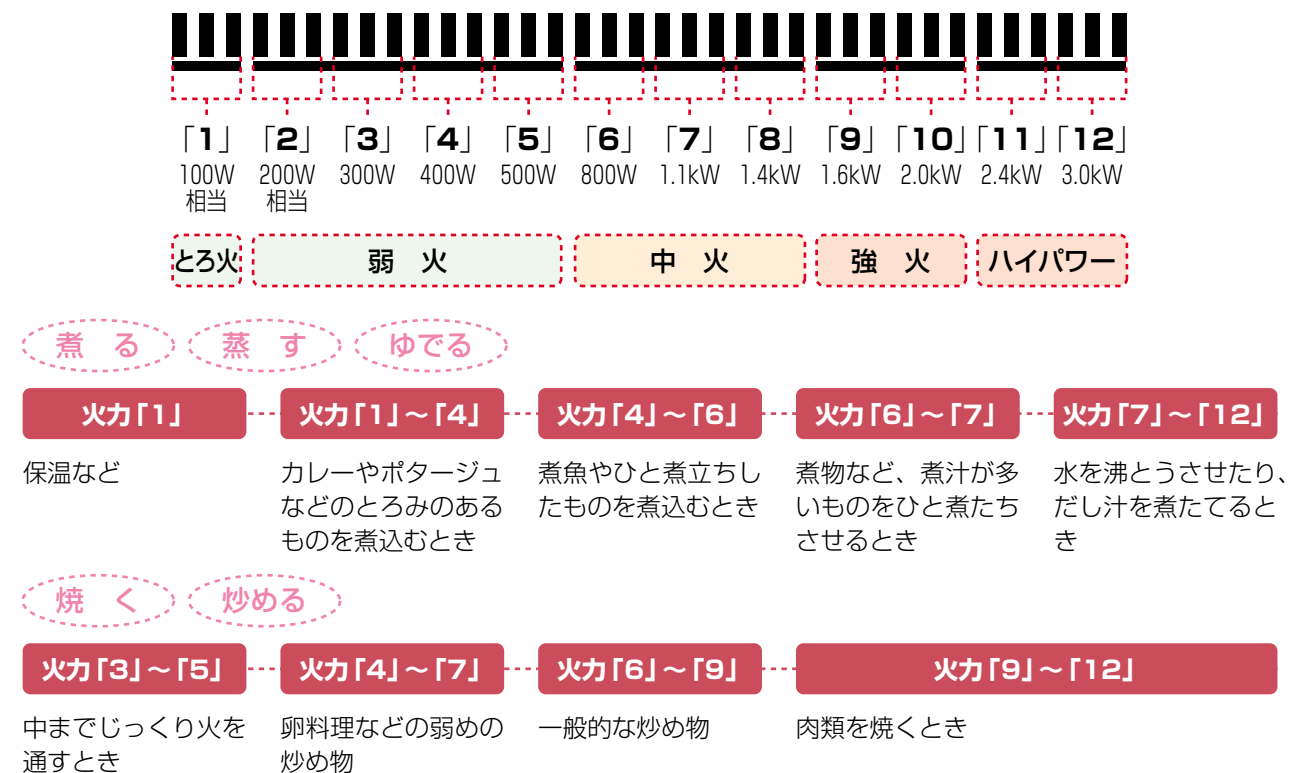 「1」 「2」 「3」 「4」 「5」 「6」 「7」 「8」 「9」 「10」 「11」 「12」
100W 200W 300W 400W 500W 800W 1.1kW 1.4kW 1.6kW 2.0kW 2.4kW 3.0kW
相当 相当
とろ火 弱 火 中 火 強 火 ハイパワー
煮 る 蒸 す ゆでる
火力「1」 火力「1」～「4」 火力「4」～「6」 火力「6」～「7」 火力「7」～「12」
保温など
カレーやポタージュ
などのとろみのある
ものを煮込むとき
煮魚やひと煮立ちし
たものを煮込むとき
煮物など、煮汁が多
いものをひと煮たち
させるとき
水を沸とうさせたり、
だし汁を煮たてると
き
焼 く 炒める
火力「3」～「5」 火力「4」～「7」 火力「6」～「9」 火力「9」～「12」
中までじっくり火を
通すとき
卵料理などの弱めの
炒め物
一般的な炒め物
肉類を焼くとき